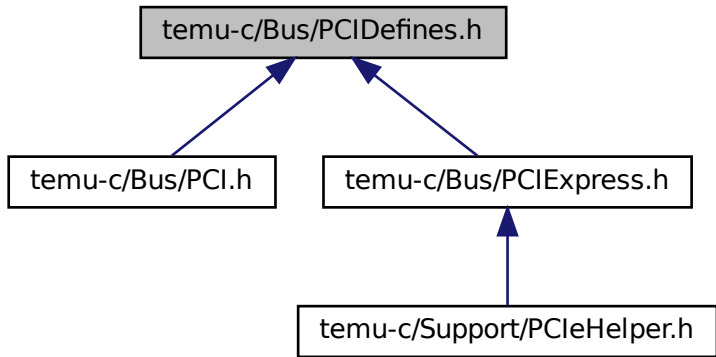 temu-c/Bus/PCIDefines.h
temu-c/Bus/PCI.h
temu-c/Bus/PCIExpress.h
temu-c/Support/PCIeHelper.h